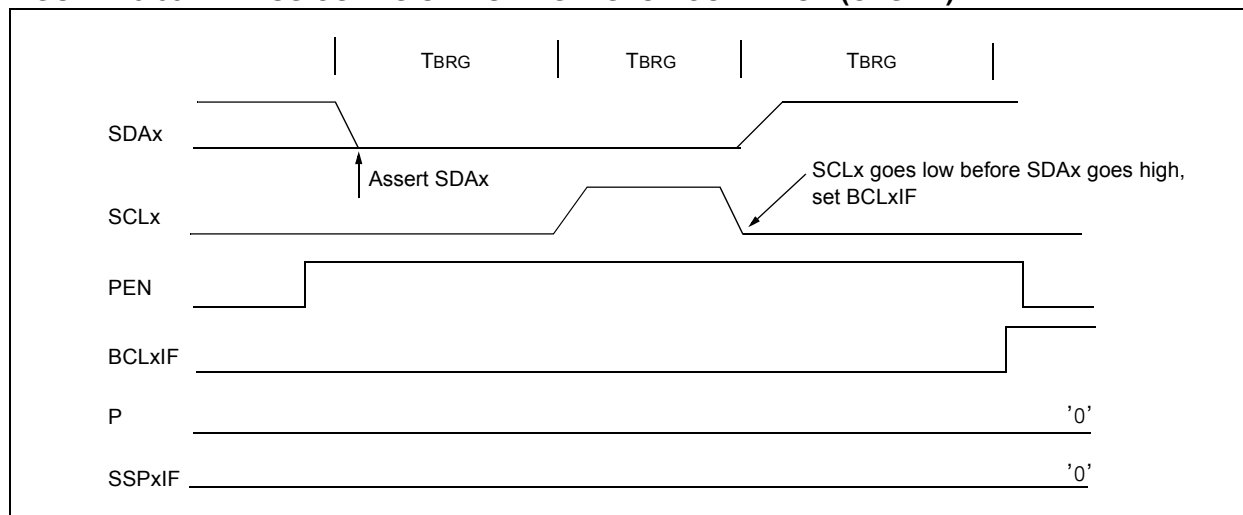 TBRG TBRG TBRG
SDAx
Assert SDAx
SCLx goes low before SDAx goes high,
set BCLxIF
SCLx
PEN
BCLxIF
P '0'
SSPxIF '0'